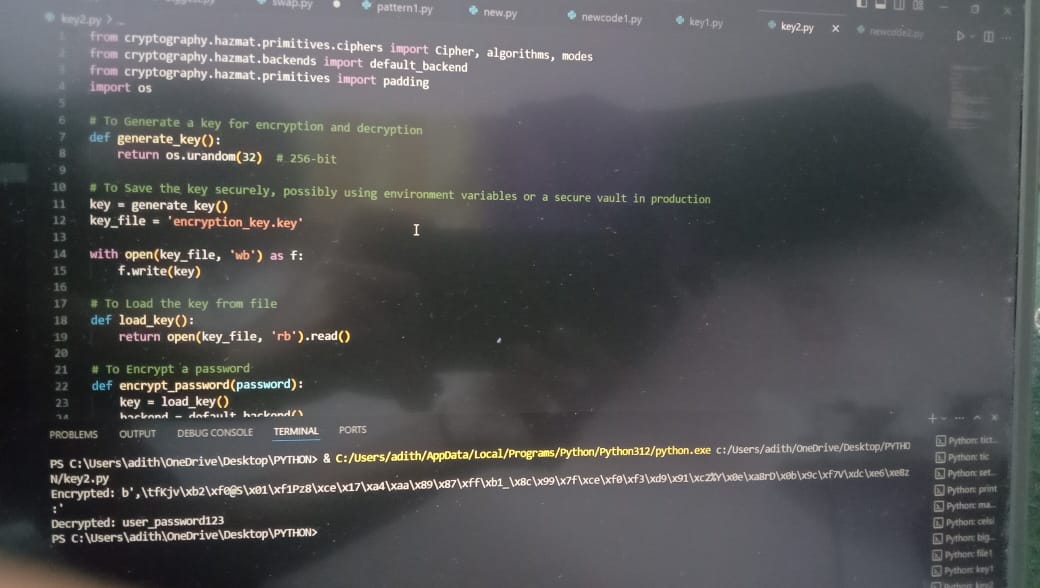 swap.py
pattern1.py
new.py
newcode1.py
key1.py
key2.py
newcode2.py
key2.py > ...
1 from cryptography.hazmat.primitives.ciphers import Cipher, algorithms, modes
2 from cryptography.hazmat.backends import default_backend
3 from cryptography.hazmat.primitives import padding
4 import os
5
6 # To Generate a key for encryption and decryption
7 def generate_key():
8 return os.urandom(32) # 256-bit
9
10 # To Save the key securely, possibly using environment variables or a secure vault in production
11 key = generate_key()
12 key_file = 'encryption_key.key'
13
14 with open(key_file, 'wb') as f:
15 f.write(key)
16
17 # To Load the key from file
18 def load_key():
19 return open(key_file, 'rb').read()
20
21 # To Encrypt a password
22 def encrypt_password(password):
23 key = load_key()
24 backend = default_backend()
PROBLEMS OUTPUT DEBUG CONSOLE TERMINAL PORTS
PS C:\Users\adith\OneDrive\Desktop\PYTHON> & C:/Users/adith/AppData/Local/Programs/Python/Python312/python.exe c:/Users/adith/OneDrive/Desktop/PYTHO
N/key2.py
Encrypted: b',\tfKjv\xb2\xf0@S\x01\xf1Pz8\xce\x17\xa4\xaa\x89\x87\xff\xb1_\x8c\x99\x7f\xce\xf0\xf3\xd9\x91\xc2XY\x0e\xa8rD\x0b\x9c\xf7V\xdc\xe6\xe8z
:'
Decrypted: user_password123
PS C:\Users\adith\OneDrive\Desktop\PYTHON>
Python: tict...
Python: tic
Python: set...
Python: print
Python: ma...
Python: celsi
Python: big...
Python: file1
Python: key1
Python: key2